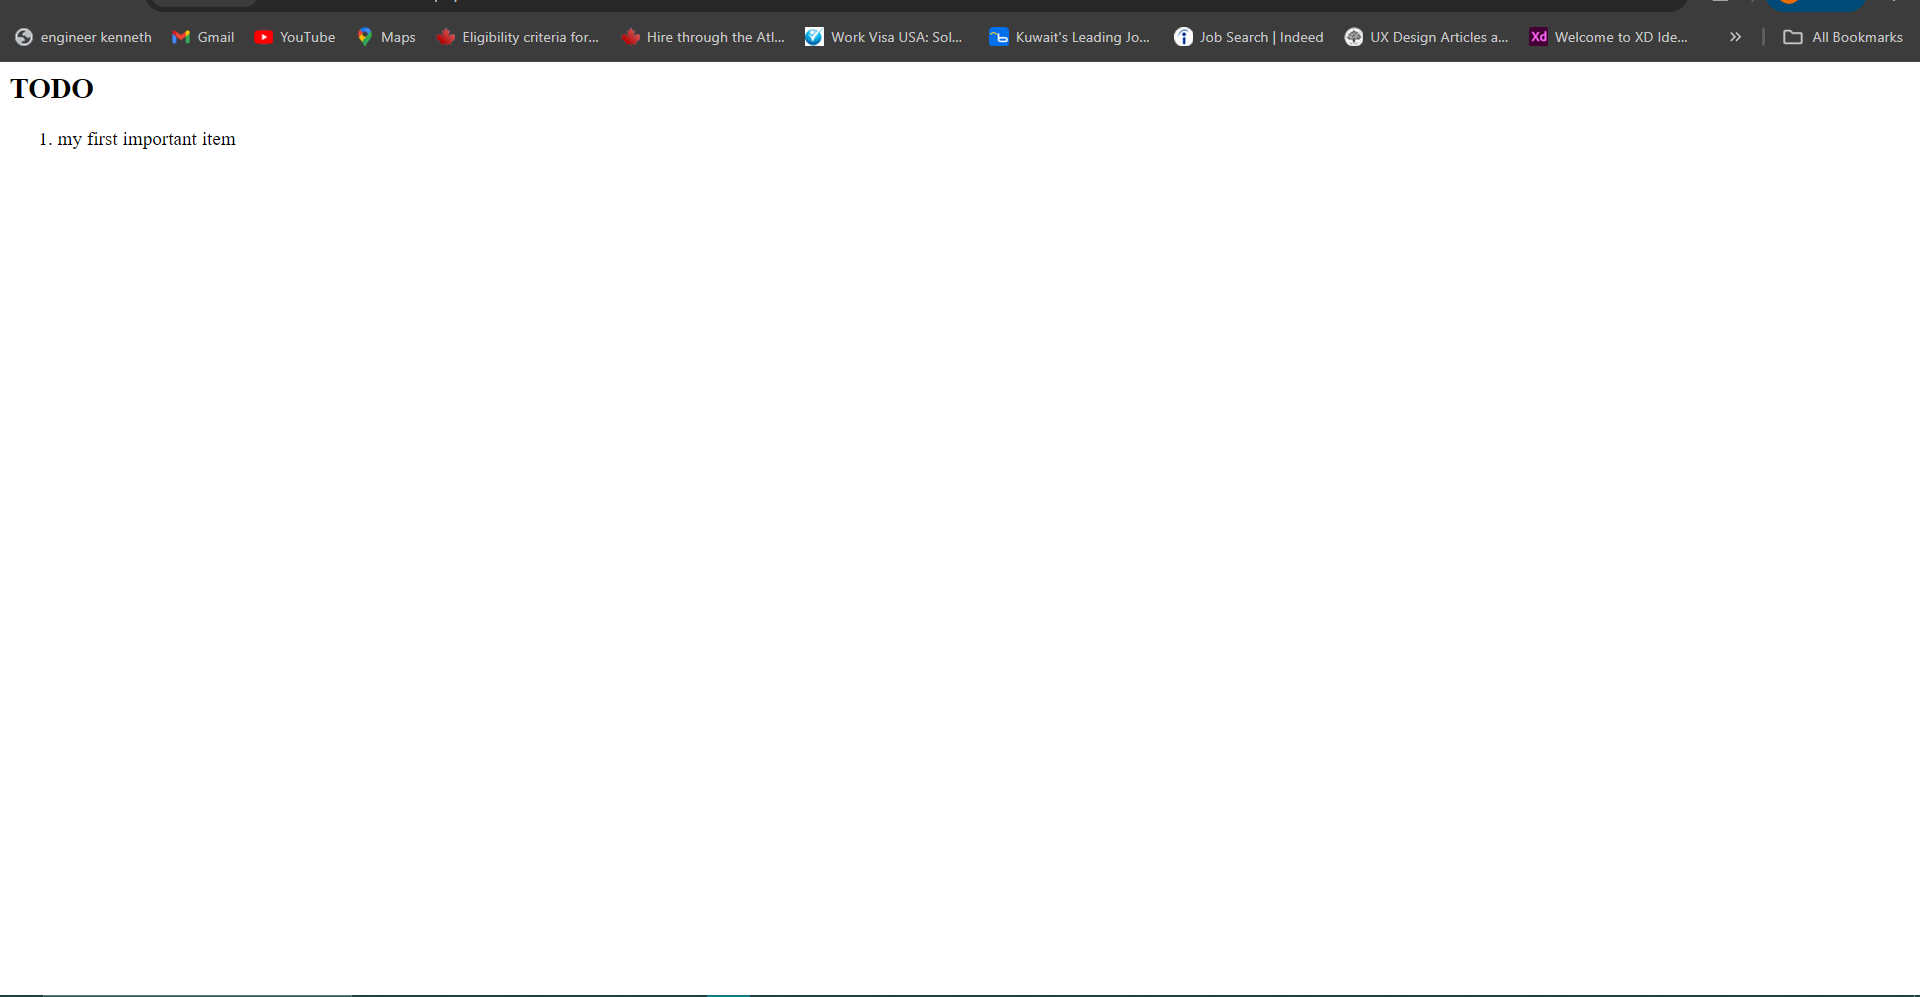 engineer kenneth Gmail YouTube Maps Eligibility criteria for... Hire through the Atl... Work Visa USA: Sol... Kuwait's Leading Jo... Job Search | Indeed UX Design Articles a... Xd Welcome to XD Ide... » All Bookmarks
TODO
1. my first important item